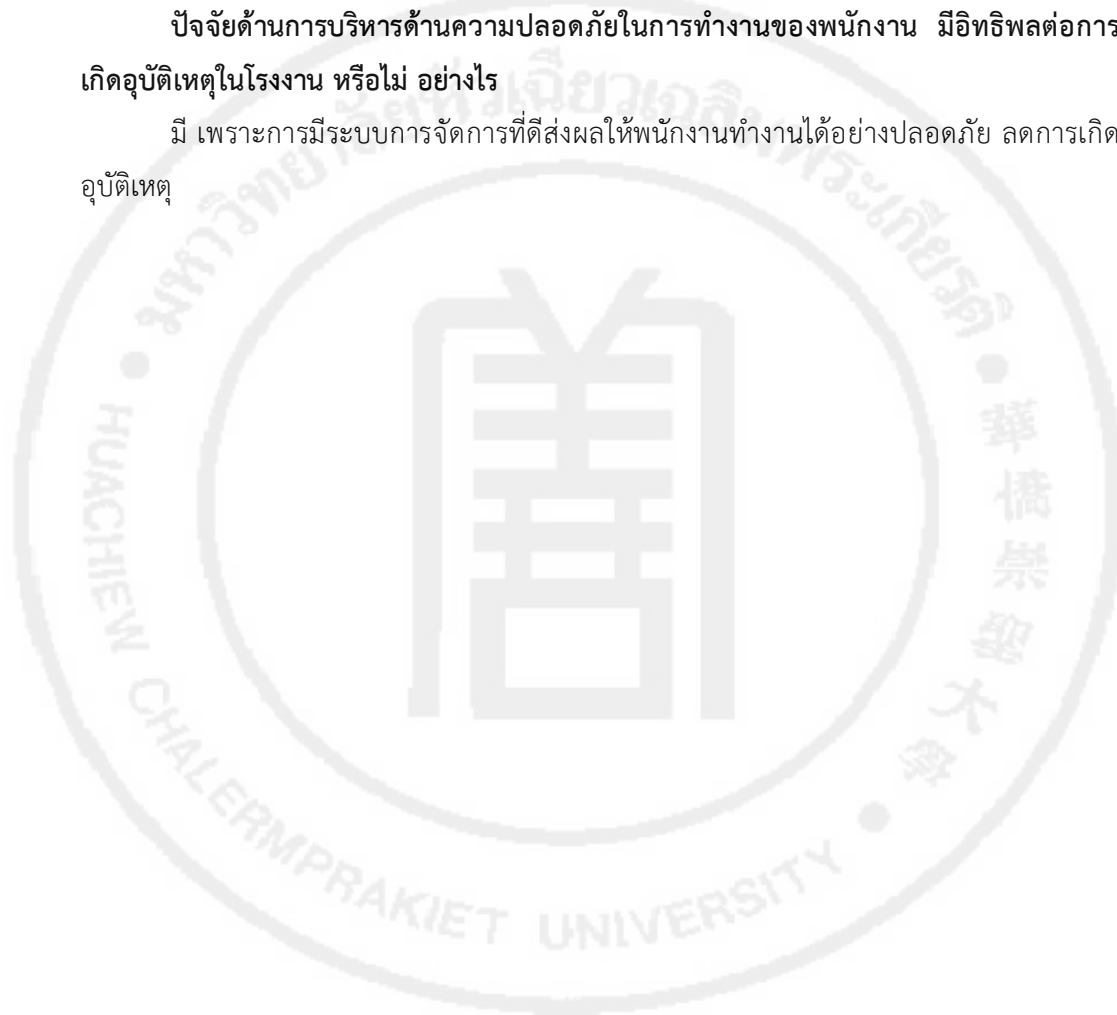 ปัจจัยด้านการบริหารด้านความปลอดภัยในการทำงานของพนักงาน มีอิทธิพลต่อการ
เกิดอุบัติเหตุในโรงงาน หรือไม่ อย่างไร
มี เพราะการมีระบบการจัดการที่ดีส่งผลให้พนักงานทำงานได้อย่างปลอดภัย ลดการเกิด
อุบัติเหตุ
มหาวิทยาลัยหัวเฉียวเฉลิมพระเกียรติ
華僑崇聖大學
HUACHIEW CHALERMPRAKIET UNIVERSITY